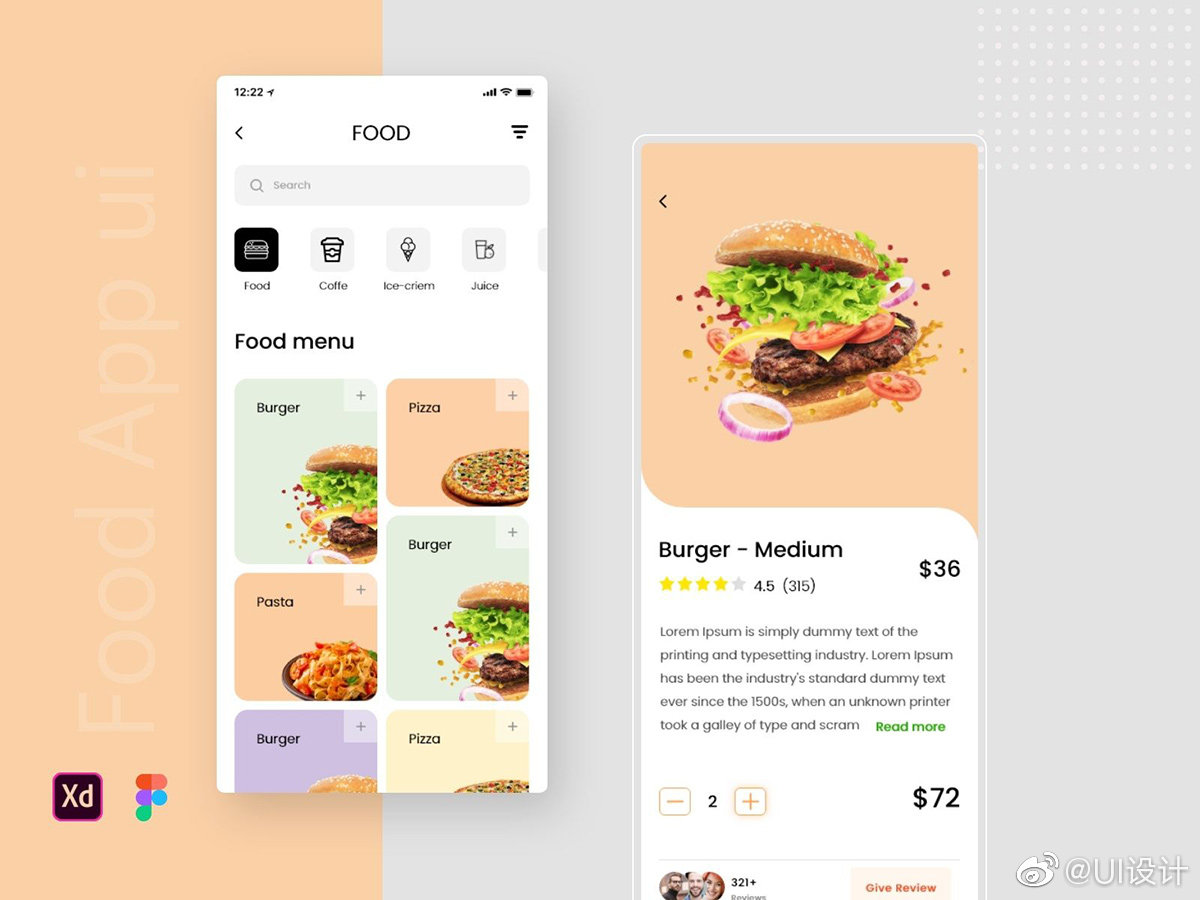 Food App ui
12:22
FOOD
Search
Food
Coffe
Ice-criem
Juice
Food menu
Burger
Pizza
Burger
Pasta
Burger
Pizza
Xd
Burger - Medium
$36
4.5 (315)
Lorem Ipsum is simply dummy text of the
printing and typesetting industry. Lorem Ipsum
has been the industry's standard dummy text
ever since the 1500s, when an unknown printer
took a galley of type and scram Read more
2
$72
321+
Reviews
Give Review
@UI设计